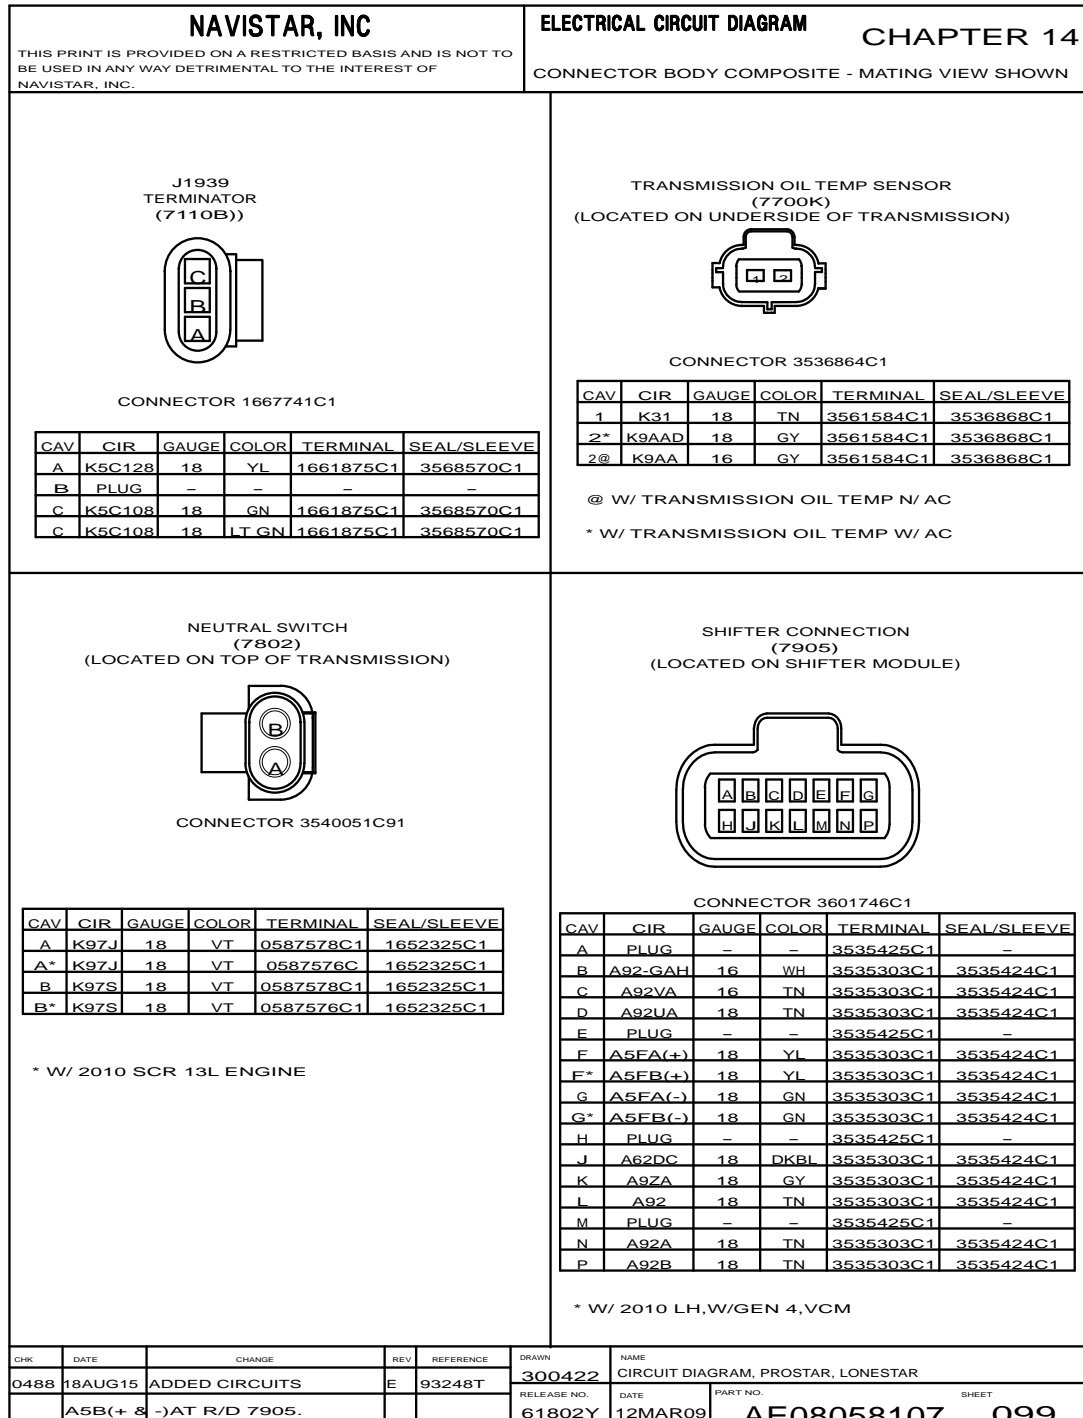 NAVISTAR, INC
THIS PRINT IS PROVIDED ON A RESTRICTED BASIS AND IS NOT TO
BE USED IN ANY WAY DETRIMENTAL TO THE INTEREST OF
NAVISTAR, INC.
ELECTRICAL CIRCUIT DIAGRAM
CHAPTER 14
CONNECTOR BODY COMPOSITE - MATING VIEW SHOWN
J1939
TERMINATOR
(7110B))
C
B
A
CONNECTOR 1667741C1
CAV CIR GAUGE COLOR TERMINAL SEAL/SLEEVE
A K5C128 18 YL 1661875C1 3568570C1
B PLUG – – – –
C K5C108 18 GN 1661875C1 3568570C1
C K5C108 18 LT GN 1661875C1 3568570C1
TRANSMISSION OIL TEMP SENSOR
(7700K)
(LOCATED ON UNDERSIDE OF TRANSMISSION)
1 2
CONNECTOR 3536864C1
CAV CIR GAUGE COLOR TERMINAL SEAL/SLEEVE
1 K31 18 TN 3561584C1 3536868C1
2* K9AAD 18 GY 3561584C1 3536868C1
2@ K9AA 16 GY 3561584C1 3536868C1
@ W/ TRANSMISSION OIL TEMP N/ AC
* W/ TRANSMISSION OIL TEMP W/ AC
NEUTRAL SWITCH
(7802)
(LOCATED ON TOP OF TRANSMISSION)
B
A
CONNECTOR 3540051C91
CAV CIR GAUGE COLOR TERMINAL SEAL/SLEEVE
A K97J 18 VT 0587578C1 1652325C1
A* K97J 18 VT 0587576C 1652325C1
B K97S 18 VT 0587578C1 1652325C1
B* K97S 18 VT 0587576C1 1652325C1
* W/ 2010 SCR 13L ENGINE
SHIFTER CONNECTION
(7905)
(LOCATED ON SHIFTER MODULE)
A B C D E F G
H J K L M N P
CONNECTOR 3601746C1
CAV CIR GAUGE COLOR TERMINAL SEAL/SLEEVE
A PLUG – – 3535425C1 –
B A92-GAH 16 WH 3535303C1 3535424C1
C A92VA 16 TN 3535303C1 3535424C1
D A92UA 18 TN 3535303C1 3535424C1
E PLUG – – 3535425C1 –
F A5FA(+) 18 YL 3535303C1 3535424C1
F* A5FB(+) 18 YL 3535303C1 3535424C1
G A5FA(-) 18 GN 3535303C1 3535424C1
G* A5FB(-) 18 GN 3535303C1 3535424C1
H PLUG – – 3535425C1 –
J A62DC 18 DKBL 3535303C1 3535424C1
K A9ZA 18 GY 3535303C1 3535424C1
L A92 18 TN 3535303C1 3535424C1
M PLUG – – 3535425C1 –
N A92A 18 TN 3535303C1 3535424C1
P A92B 18 TN 3535303C1 3535424C1
* W/ 2010 LH,W/GEN 4,VCM
CHK DATE CHANGE REV REFERENCE
0488 18AUG15 ADDED CIRCUITS E 93248T
A5B(+ & -)AT R/D 7905.
DRAWN
300422
NAME
CIRCUIT DIAGRAM, PROSTAR, LONESTAR
RELEASE NO.
61802Y
DATE
12MAR09
PART NO.
AE08058107
SHEET
099